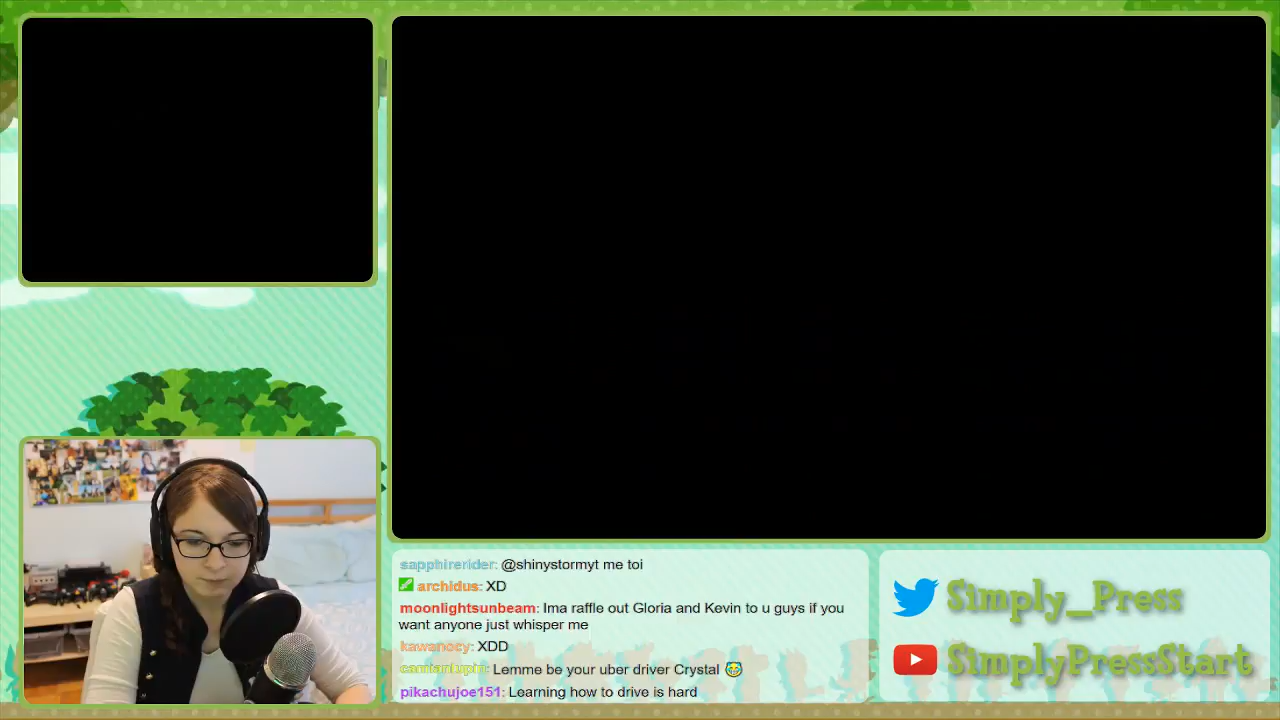 sapphirerider: @shinystormyt me toi
archidus: XD
moonlightsunbeam: Ima raffle out Gloria and Kevin to u guys if you
want anyone just whisper me
kawanocy: XDD
Lemme be your uber driver Crystal
pikachujoe151: Learning how to drive is hard
Simply_Press
SimplyPressStart